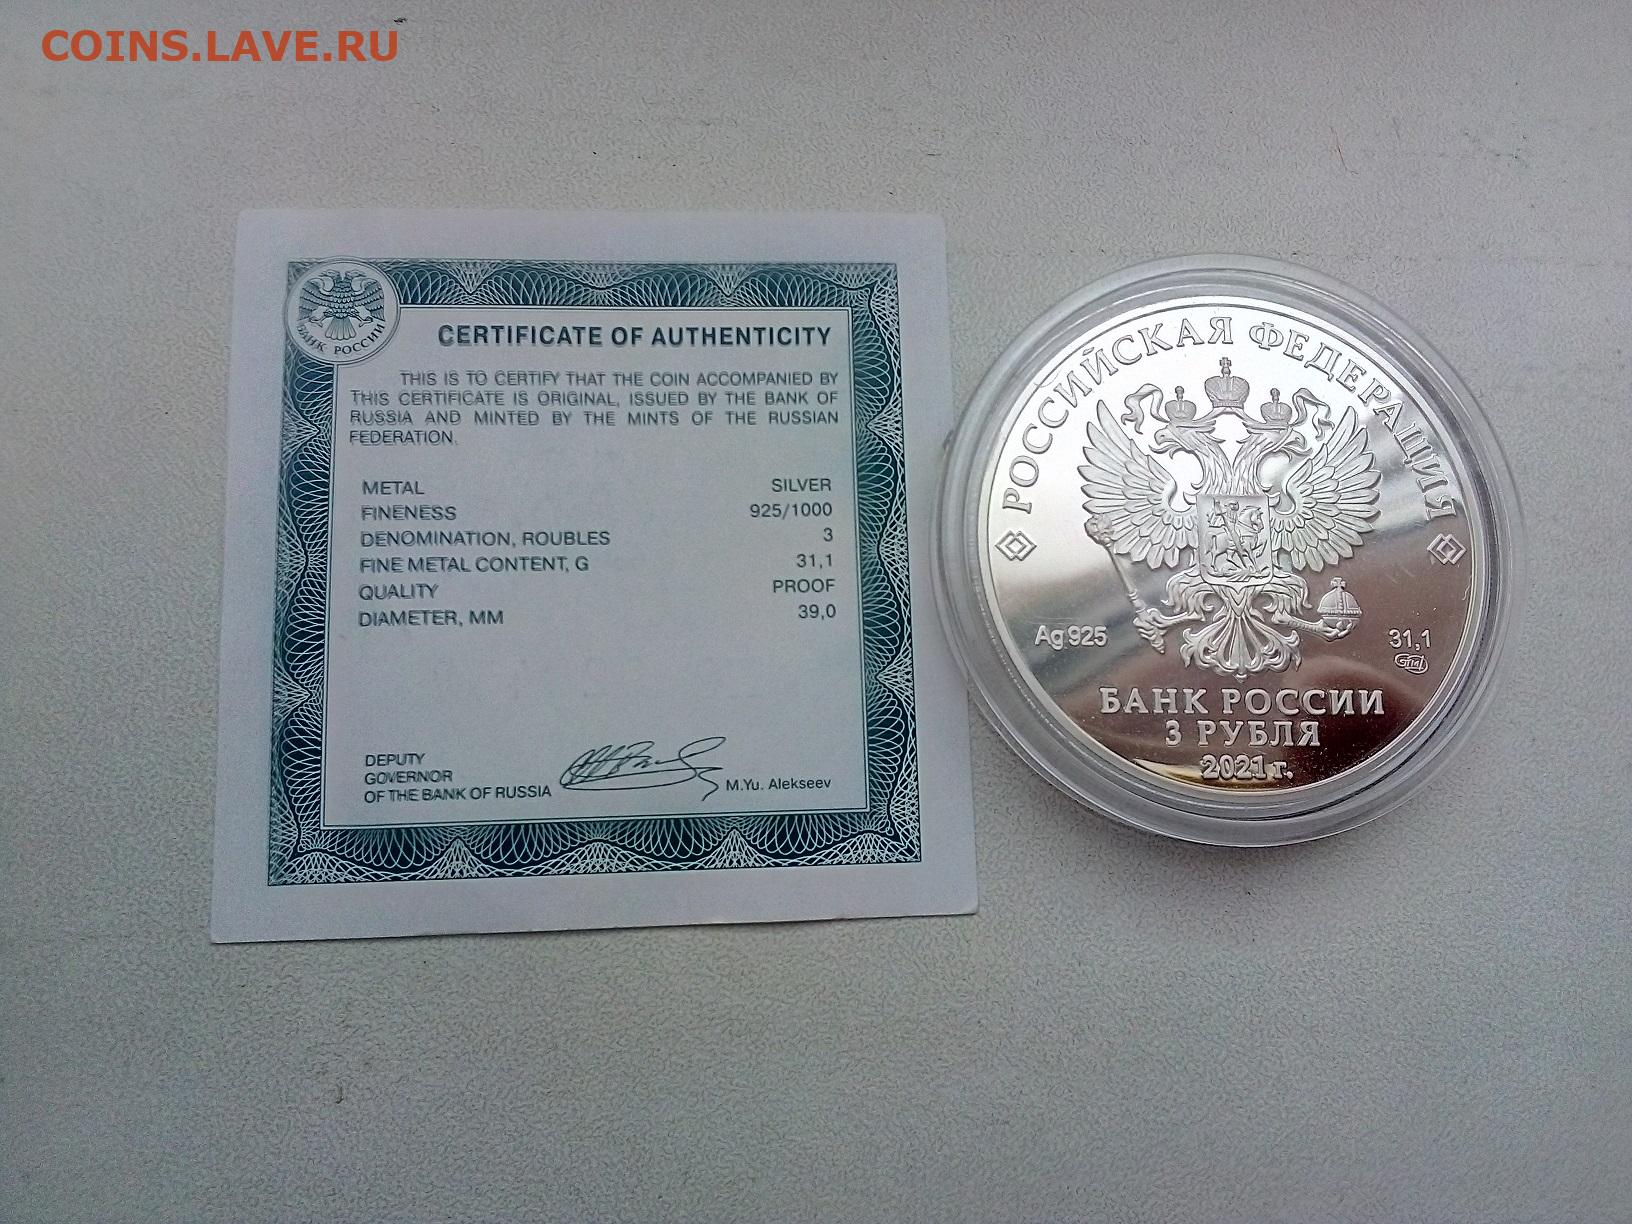 COINS.LAVE.RU
БАНК РОССИИ
CERTIFICATE OF AUTHENTICITY
THIS IS TO CERTIFY THAT THE COIN ACCOMPANIED BY
THIS CERTIFICATE IS ORIGINAL, ISSUED BY THE BANK OF
RUSSIA AND MINTED BY THE MINTS OF THE RUSSIAN
FEDERATION.
METAL SILVER
FINENESS 925/1000
DENOMINATION, ROUBLES 3
FINE METAL CONTENT, G 31,1
QUALITY PROOF
DIAMETER, MM 39,0
DEPUTY
GOVERNOR
OF THE BANK OF RUSSIA M.Yu. Alekseev
РОССИЙСКАЯ ФЕДЕРАЦИЯ
Ag 925 31,1
БАНК РОССИИ
3 РУБЛЯ
2021 г.